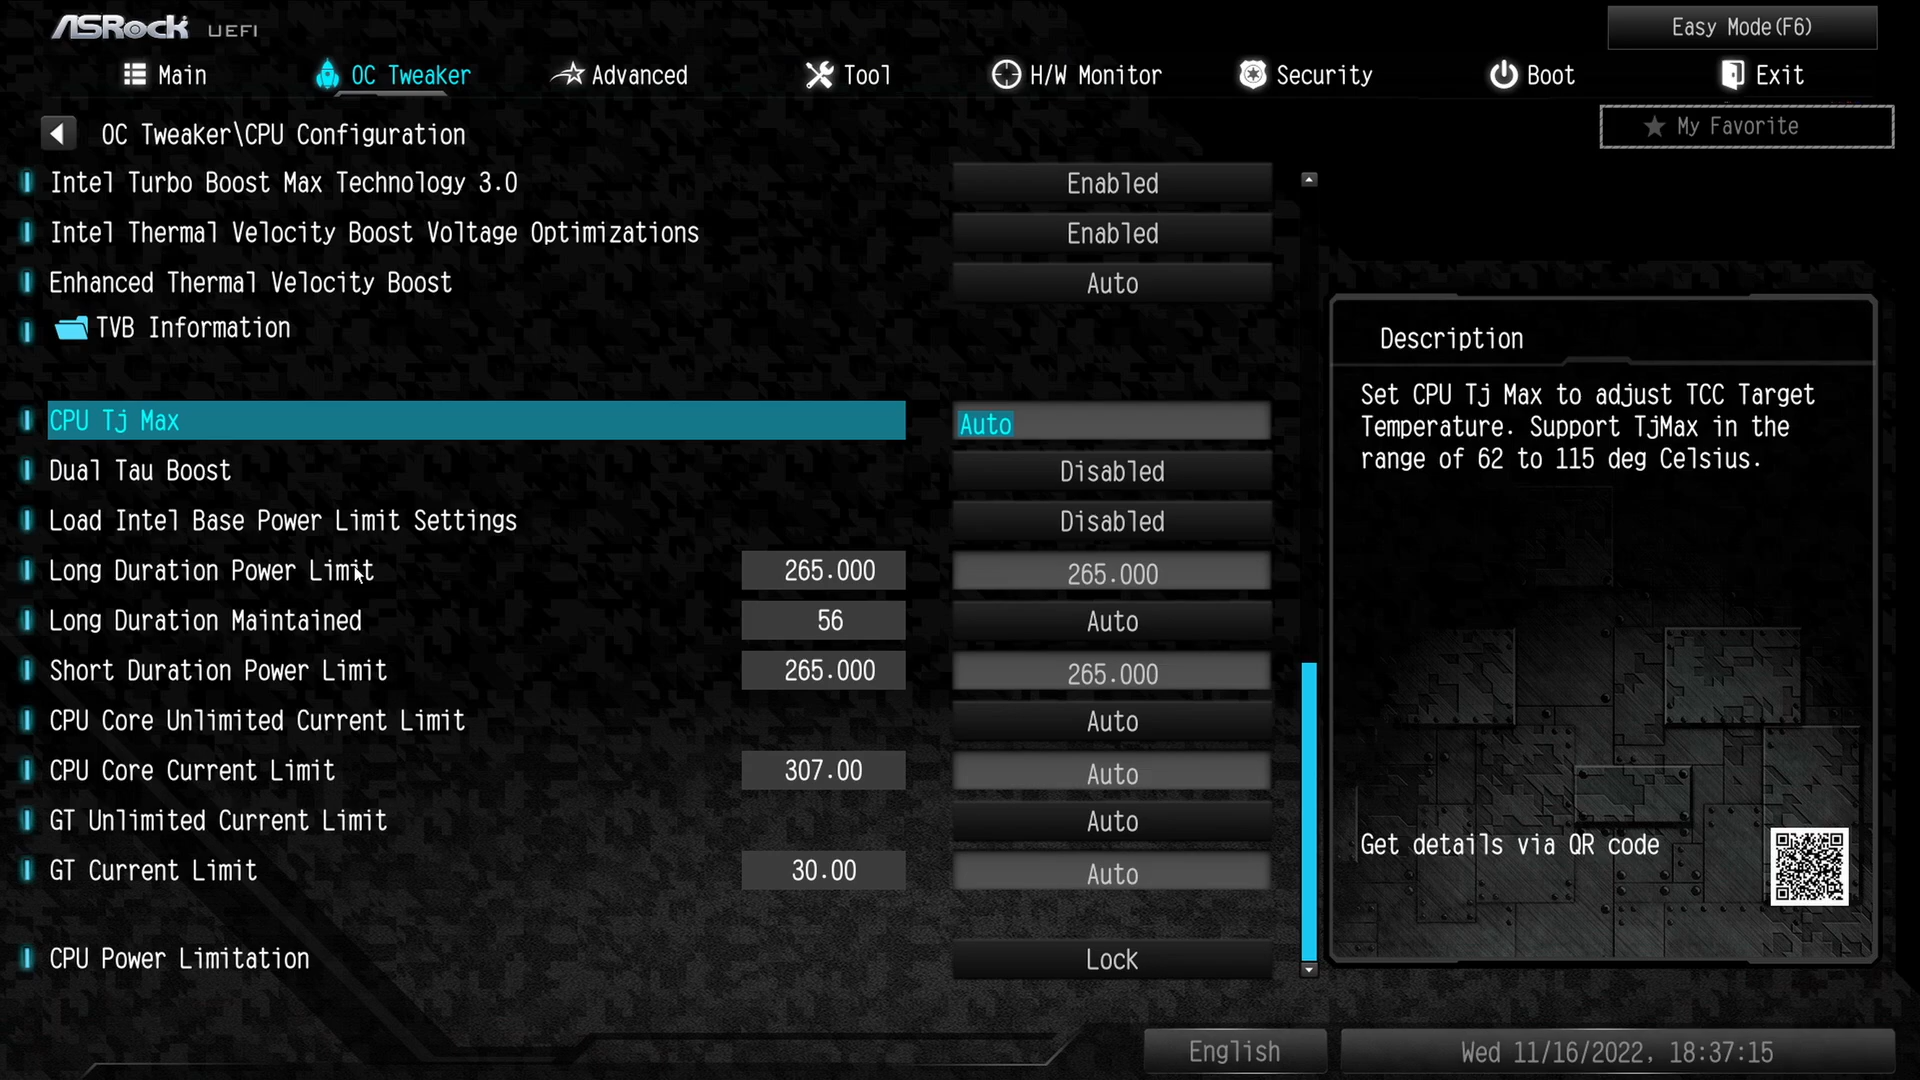 ASRock UEFI
Easy Mode(F6)
Main OC Tweaker Advanced Tool H/W Monitor Security Boot Exit
My Favorite
OC Tweaker\CPU Configuration
Intel Turbo Boost Max Technology 3.0 Enabled
Intel Thermal Velocity Boost Voltage Optimizations Enabled
Enhanced Thermal Velocity Boost Auto
TVB Information
CPU Tj Max Auto
Dual Tau Boost Disabled
Load Intel Base Power Limit Settings Disabled
Long Duration Power Limit 265.000 265.000
Long Duration Maintained 56 Auto
Short Duration Power Limit 265.000 265.000
CPU Core Unlimited Current Limit Auto
CPU Core Current Limit 307.00 Auto
GT Unlimited Current Limit Auto
GT Current Limit 30.00 Auto
CPU Power Limitation Lock
Description
Set CPU Tj Max to adjust TCC Target
Temperature. Support TjMax in the
range of 62 to 115 deg Celsius.
Get details via QR code
English
Wed 11/16/2022, 18:37:15